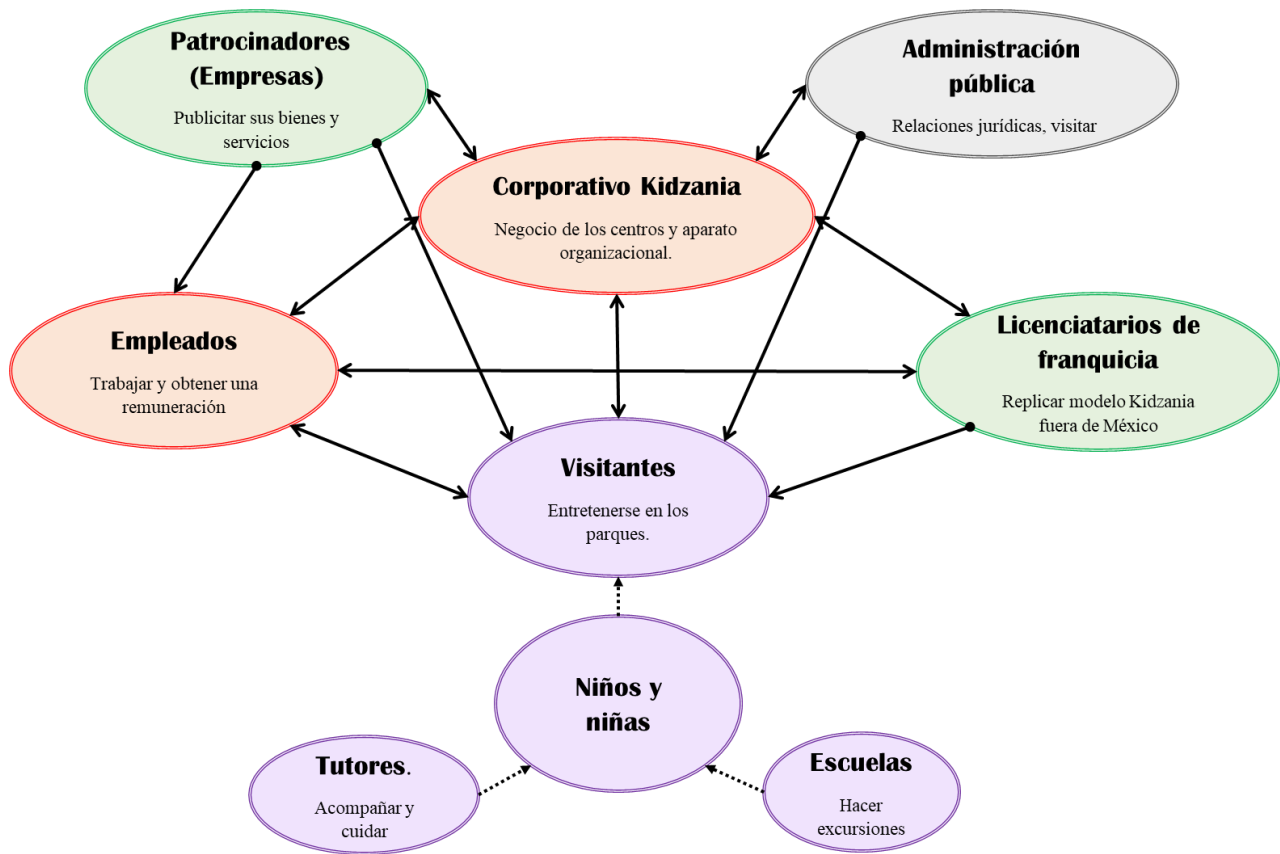 Patrocinadores
(Empresas)
Publicitar sus bienes y
servicios
Administración
pública
Relaciones jurídicas, visitar
Corporativo Kidzania
Negocio de los centros y aparato
organizacional.
Empleados
Trabajar y obtener una
remuneración
Licenciatarios de
franquicia
Replicar modelo Kidzania
fuera de México
Visitantes
Entretenerse en los
parques.
Niños y
niñas
Tutores.
Acompañar y
cuidar
Escuelas
Hacer
excursiones